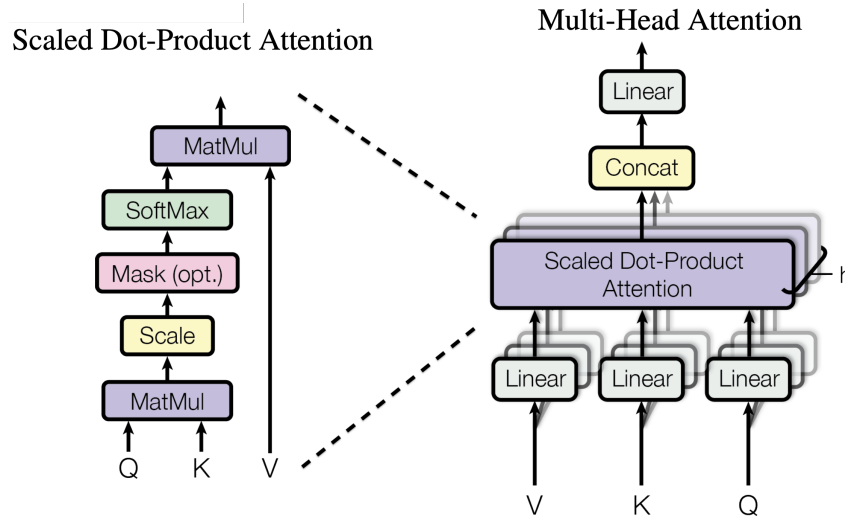 Scaled Dot-Product Attention
MatMul
SoftMax
Mask (opt.)
Scale
MatMul
Q K V
Multi-Head Attention
Linear
Concat
Scaled Dot-Product
Attention
h
Linear Linear Linear
V K Q